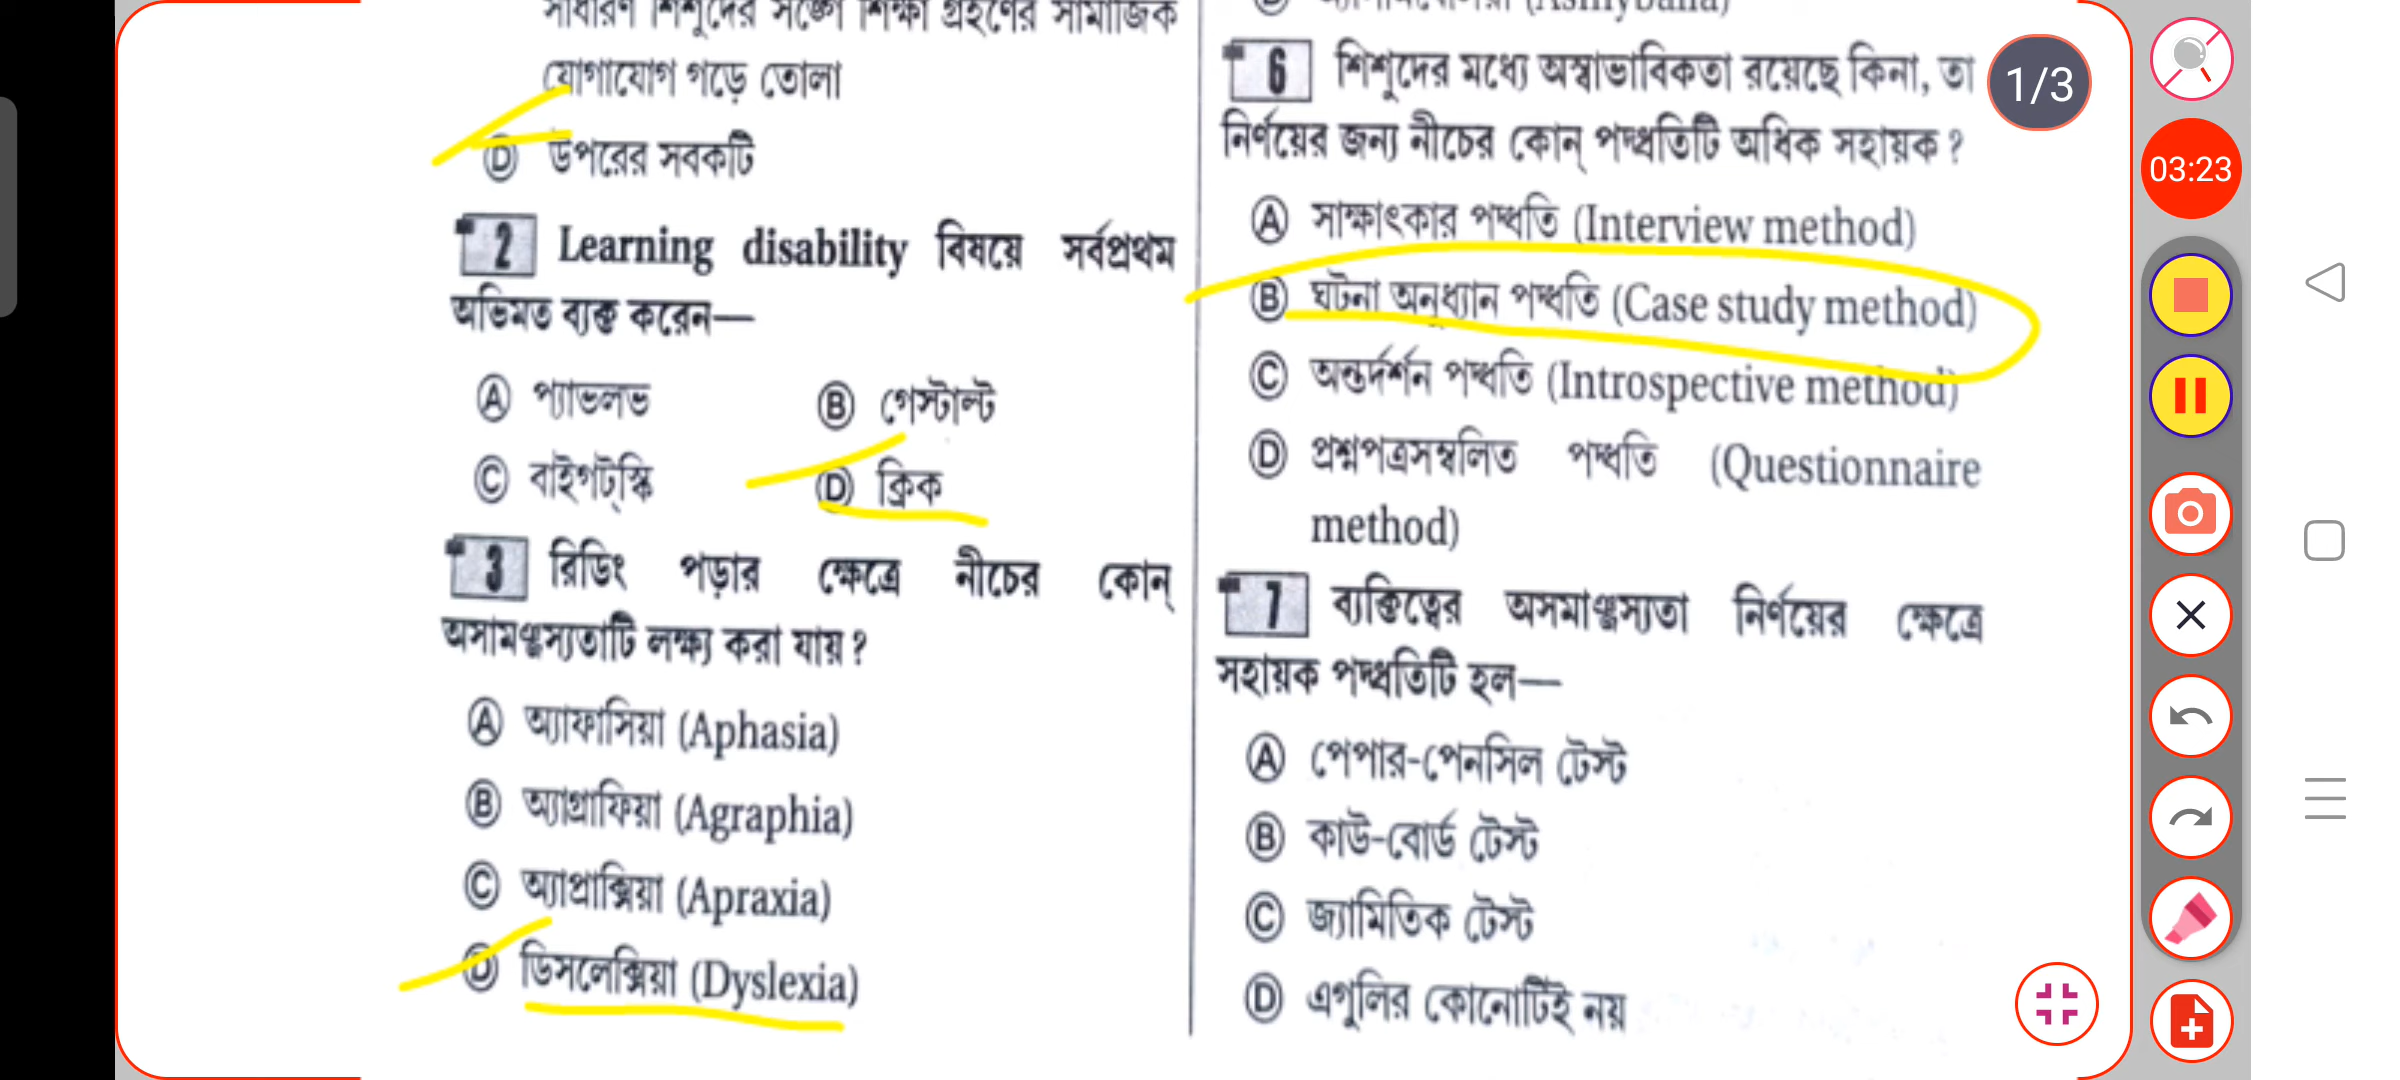 সাধারণ শিশুদের সঙ্গে শিক্ষা গ্রহণের সামাজিক
যোগাযোগ গড়ে তোলা
D উপরের সবকটি
2 Learning disability বিষয়ে সর্বপ্রথম
অভিমত ব্যক্ত করেন—
A প্যাভলভ B গেস্টাল্ট
C বাইগট্স্কি D ক্রিক
3 রিডিং পড়ার ক্ষেত্রে নীচের কোন্
অসামঞ্জস্যতাটি লক্ষ্য করা যায়?
A অ্যাফাসিয়া (Aphasia)
B অ্যাগ্রাফিয়া (Agraphia)
C অ্যাপ্রাক্সিয়া (Apraxia)
D ডিসলেক্সিয়া (Dyslexia)
6 শিশুদের মধ্যে অস্বাভাবিকতা রয়েছে কিনা, তা
নির্ণয়ের জন্য নীচের কোন্ পদ্ধতিটি অধিক সহায়ক?
A সাক্ষাৎকার পদ্ধতি (Interview method)
B ঘটনা অনুধ্যান পদ্ধতি (Case study method)
C অন্তর্দর্শন পদ্ধতি (Introspective method)
D প্রশ্নপত্রসম্বলিত পদ্ধতি (Questionnaire
method)
7 ব্যক্তিত্বের অসমাঞ্জস্যতা নির্ণয়ের ক্ষেত্রে
সহায়ক পদ্ধতিটি হল—
A পেপার-পেনসিল টেস্ট
B কাউ-বোর্ড টেস্ট
C জ্যামিতিক টেস্ট
D এগুলির কোনোটিই নয়
1/3
03:23